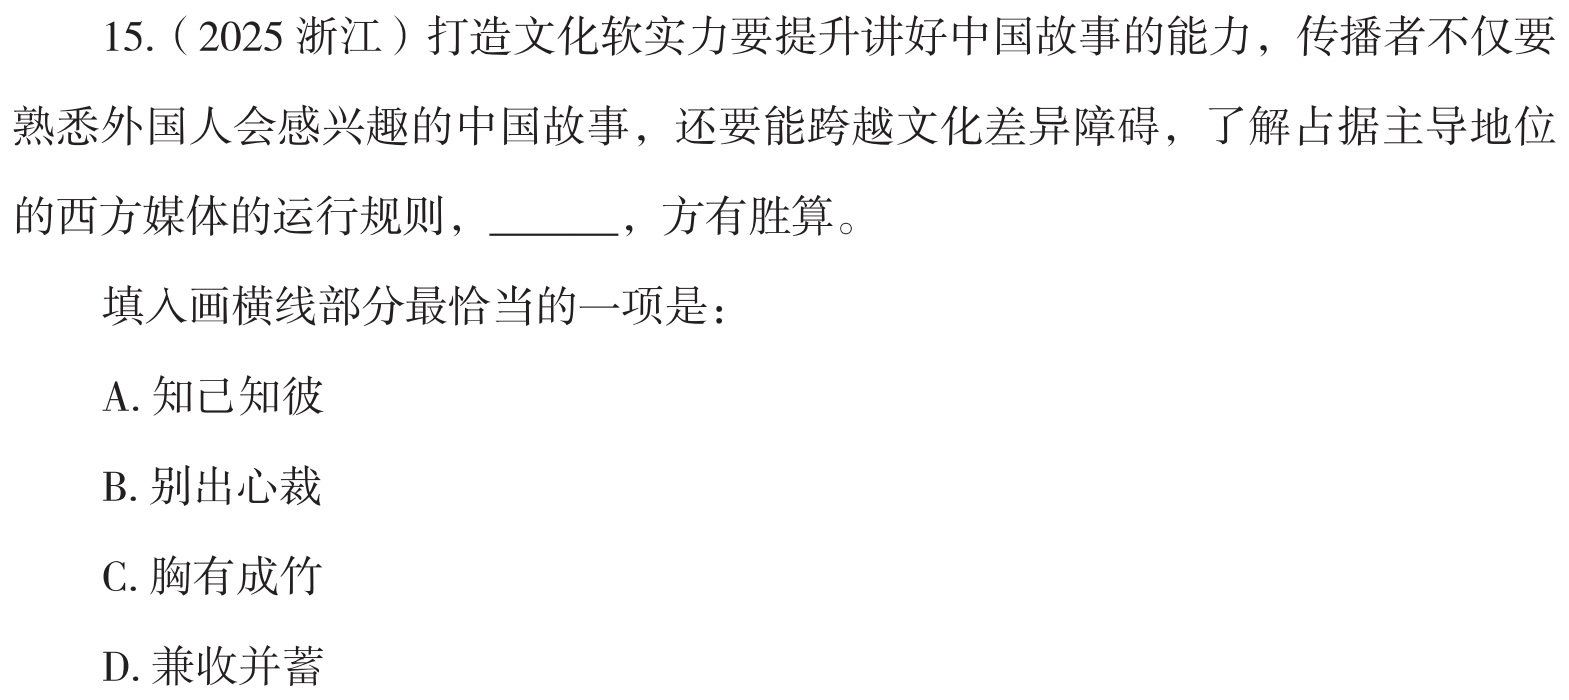 15.（2025 浙江）打造文化软实力要提升讲好中国故事的能力，传播者不仅要
熟悉外国人会感兴趣的中国故事，还要能跨越文化差异障碍，了解占据主导地位
的西方媒体的运行规则，______，方有胜算。
填入画横线部分最恰当的一项是：
A. 知己知彼
B. 别出心裁
C. 胸有成竹
D. 兼收并蓄